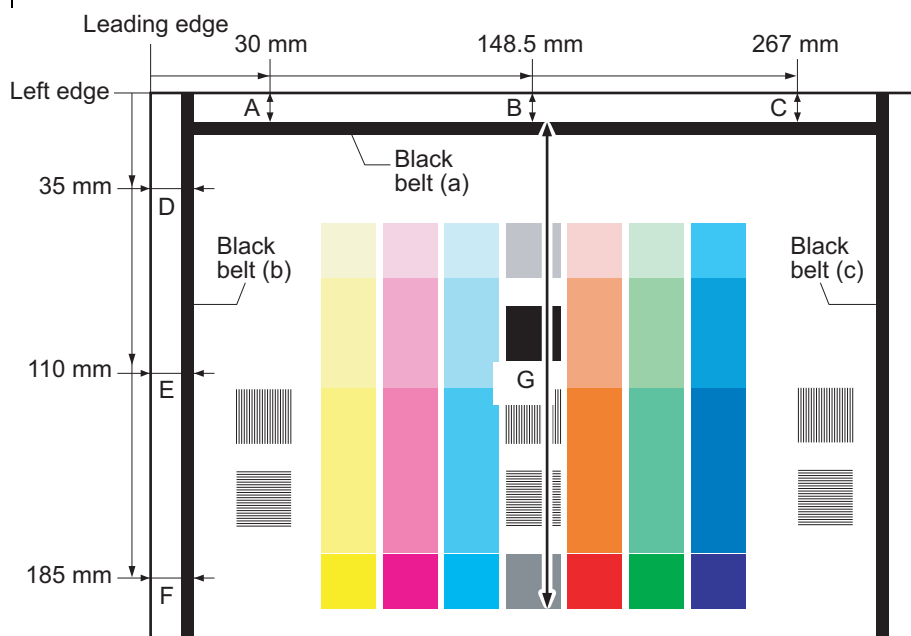 Leading edge
30 mm
148.5 mm
267 mm
Left edge
A
B
C
Black
belt (a)
35 mm
D
Black
belt (b)
Black
belt (c)
110 mm
G
E
185 mm
F